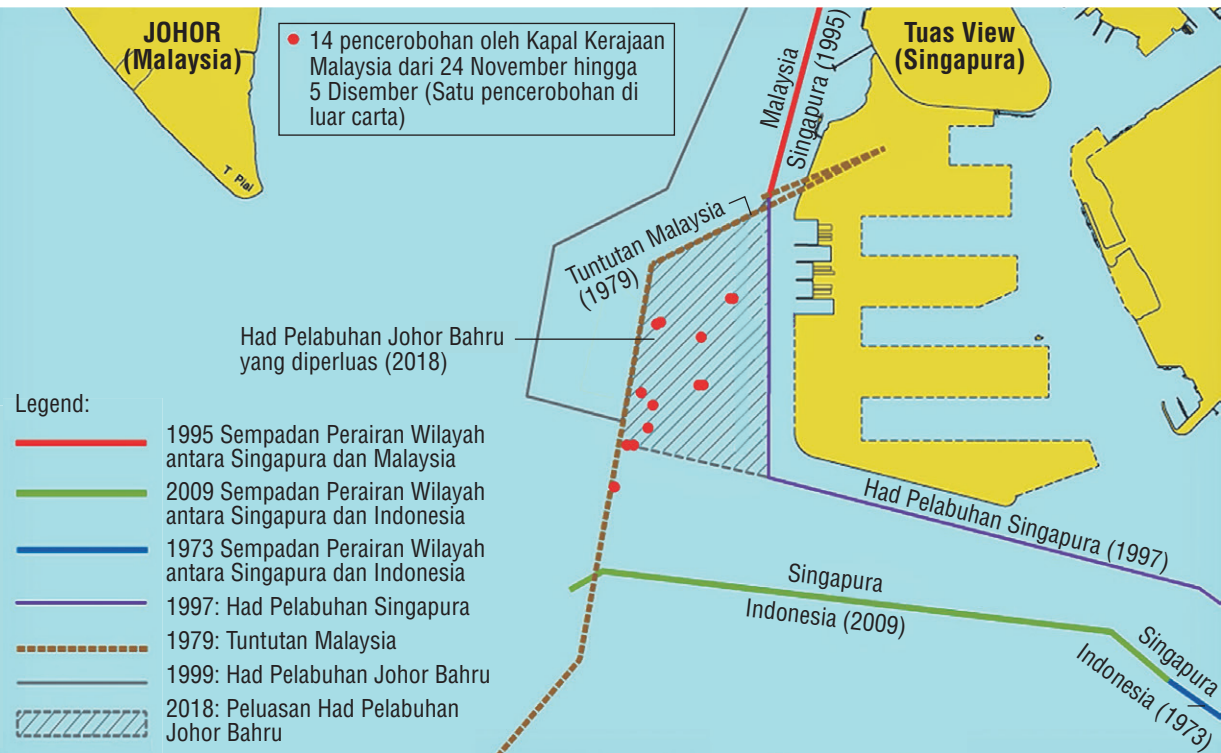 JOHOR
(Malaysia)
14 pencerobohan oleh Kapal Kerajaan
Malaysia dari 24 November hingga
5 Disember (Satu pencerobohan di
luar carta)
Malaysia
Singapura (1995)
Tuas View
(Singapura)
T Piai
Tuntutan Malaysia
(1979)
Had Pelabuhan Johor Bahru
yang diperluas (2018)
Had Pelabuhan Singapura (1997)
Singapura
Indonesia (2009)
Singapura
Indonesia (1973)
Legend:
1995 Sempadan Perairan Wilayah
antara Singapura dan Malaysia
2009 Sempadan Perairan Wilayah
antara Singapura dan Indonesia
1973 Sempadan Perairan Wilayah
antara Singapura dan Indonesia
1997: Had Pelabuhan Singapura
1979: Tuntutan Malaysia
1999: Had Pelabuhan Johor Bahru
2018: Peluasan Had Pelabuhan
Johor Bahru